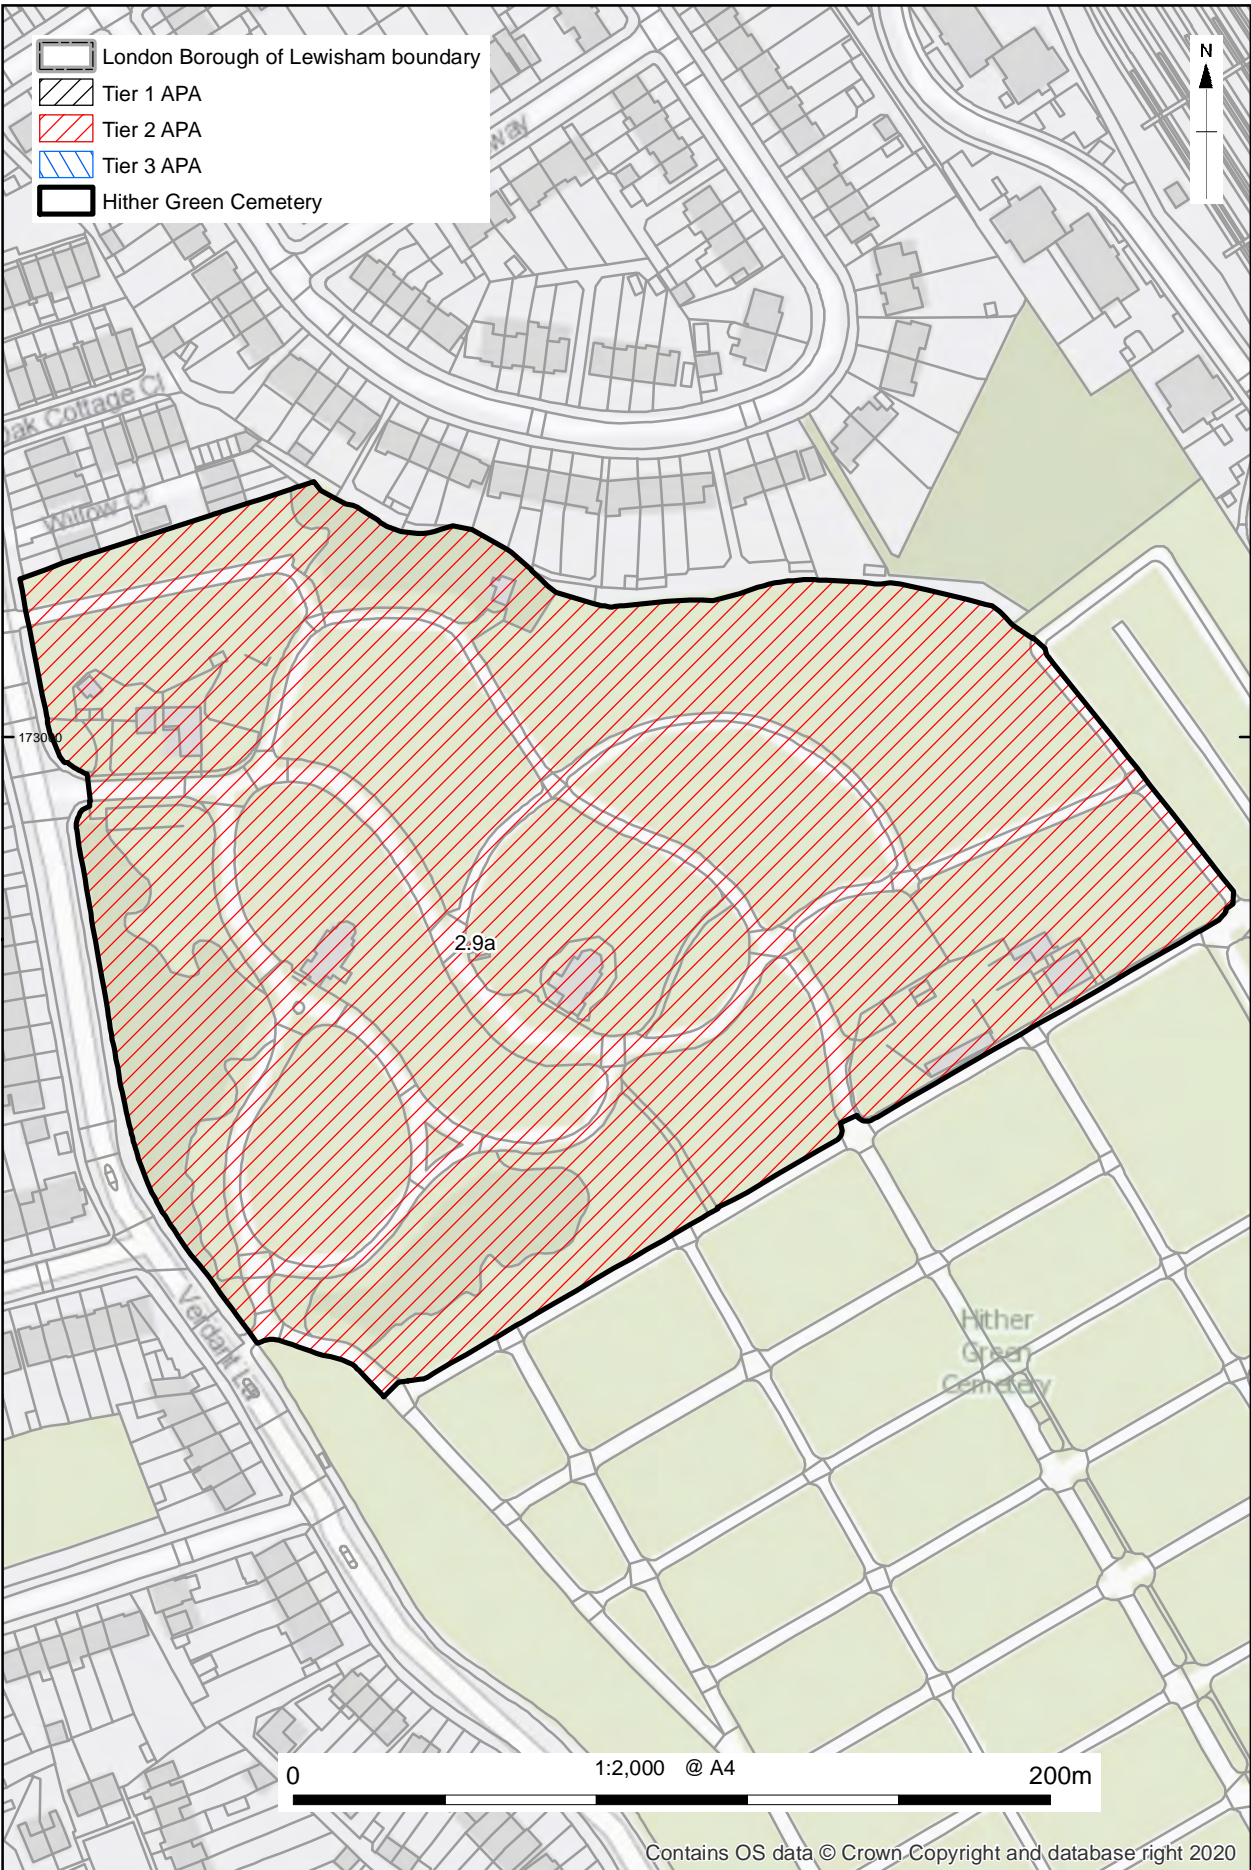 London Borough of Lewisham boundary
Tier 1 APA
Tier 2 APA
Tier 3 APA
Hither Green Cemetery
N
way
Oak Cottage Cl
Willow Cl
173000
2.9a
Verdant La
Hither
Green
Cemetery
0
1:2,000 @ A4
200m
Contains OS data © Crown Copyright and database right 2020